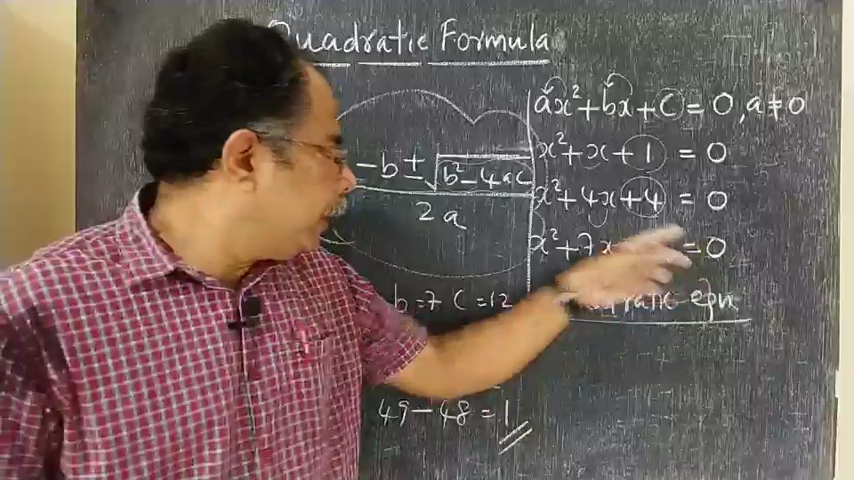 Quadratic Formula
-b ± √b²-4ac
2a
ax²+bx+c=0, a≠0
x²+x+1=0
x²+4x+4=0
x²+7x =0
b=7 c=12
epn
49-48=1